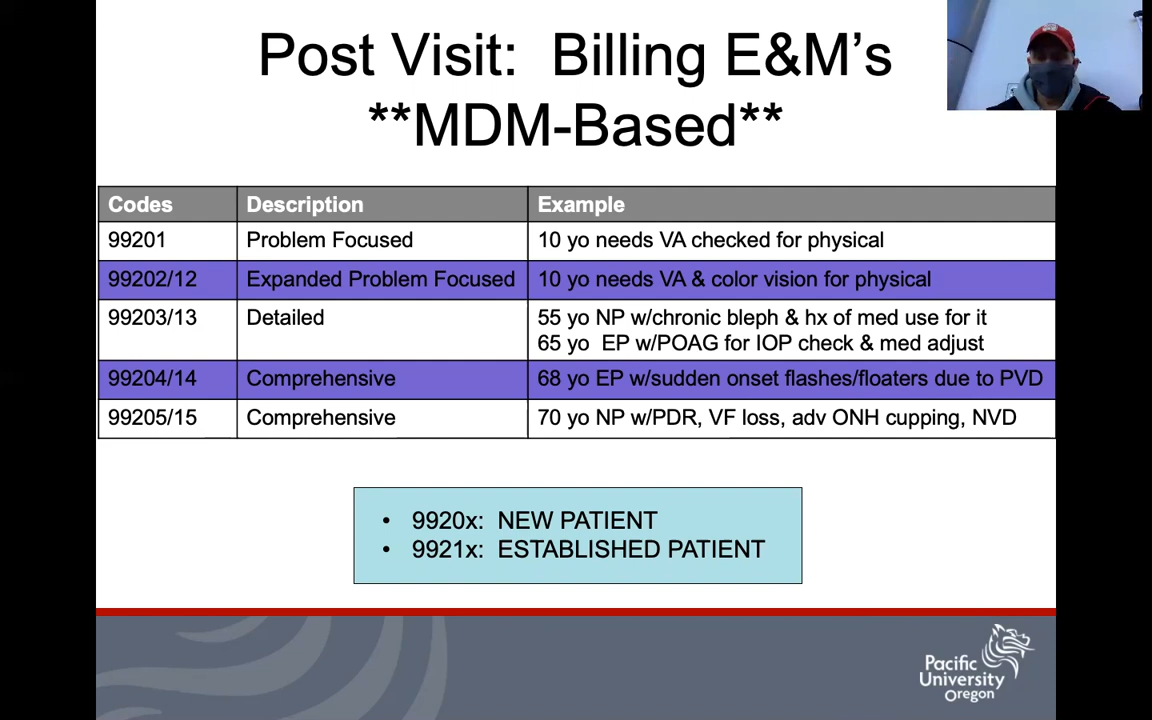 Post Visit:  Billing E&M’s
**MDM-Based**
Codes Description Example
99201 Problem Focused 10 yo needs VA checked for physical
99202/12 Expanded Problem Focused 10 yo needs VA & color vision for physical
99203/13 Detailed 55 yo NP w/chronic bleph & hx of med use for it
65 yo  EP w/POAG for IOP check & med adjust
99204/14 Comprehensive 68 yo EP w/sudden onset flashes/floaters due to PVD
99205/15 Comprehensive 70 yo NP w/PDR, VF loss, adv ONH cupping, NVD
• 9920x:  NEW PATIENT
• 9921x:  ESTABLISHED PATIENT
Pacific
University
Oregon